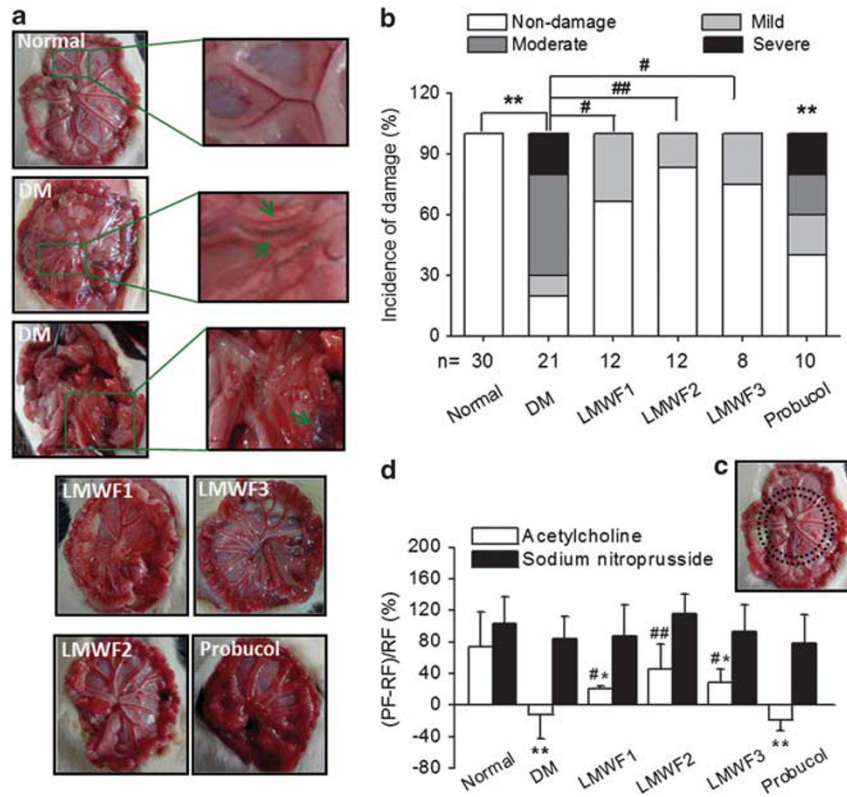 a
Normal
DM
DM
LMWF1
LMWF3
LMWF2
Probucol
b
Non-damage
Mild
Moderate
Severe
#
##
**
#
**
Incidence of damage (%)
120
90
60
30
0
n= 30 21 12 12 8 10
Normal
DM
LMWF1
LMWF2
LMWF3
Probucol
d
c
Acetylcholine
Sodium nitroprusside
(PF-RF)/RF (%)
200
160
120
80
40
0
-40
-80
**
#*
##
#*
**
Normal
DM
LMWF1
LMWF2
LMWF3
Probucol